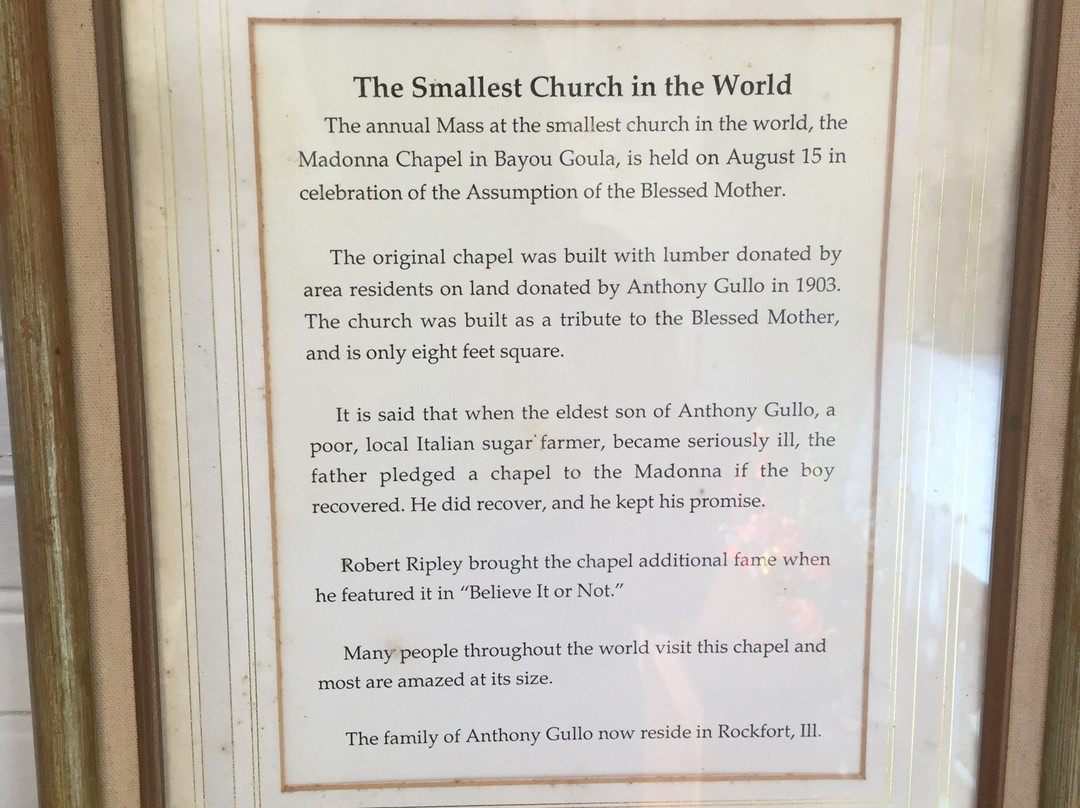 The Smallest Church in the World
The annual Mass at the smallest church in the world, the
Madonna Chapel in Bayou Goula, is held on August 15 in
celebration of the Assumption of the Blessed Mother.
The original chapel was built with lumber donated by
area residents on land donated by Anthony Gullo in 1903.
The church was built as a tribute to the Blessed Mother,
and is only eight feet square.
It is said that when the eldest son of Anthony Gullo, a
poor, local Italian sugar farmer, became seriously ill, the
father pledged a chapel to the Madonna if the boy
recovered. He did recover, and he kept his promise.
Robert Ripley brought the chapel additional fame when
he featured it in “Believe It or Not.”
Many people throughout the world visit this chapel and
most are amazed at its size.
The family of Anthony Gullo now reside in Rockfort, Ill.